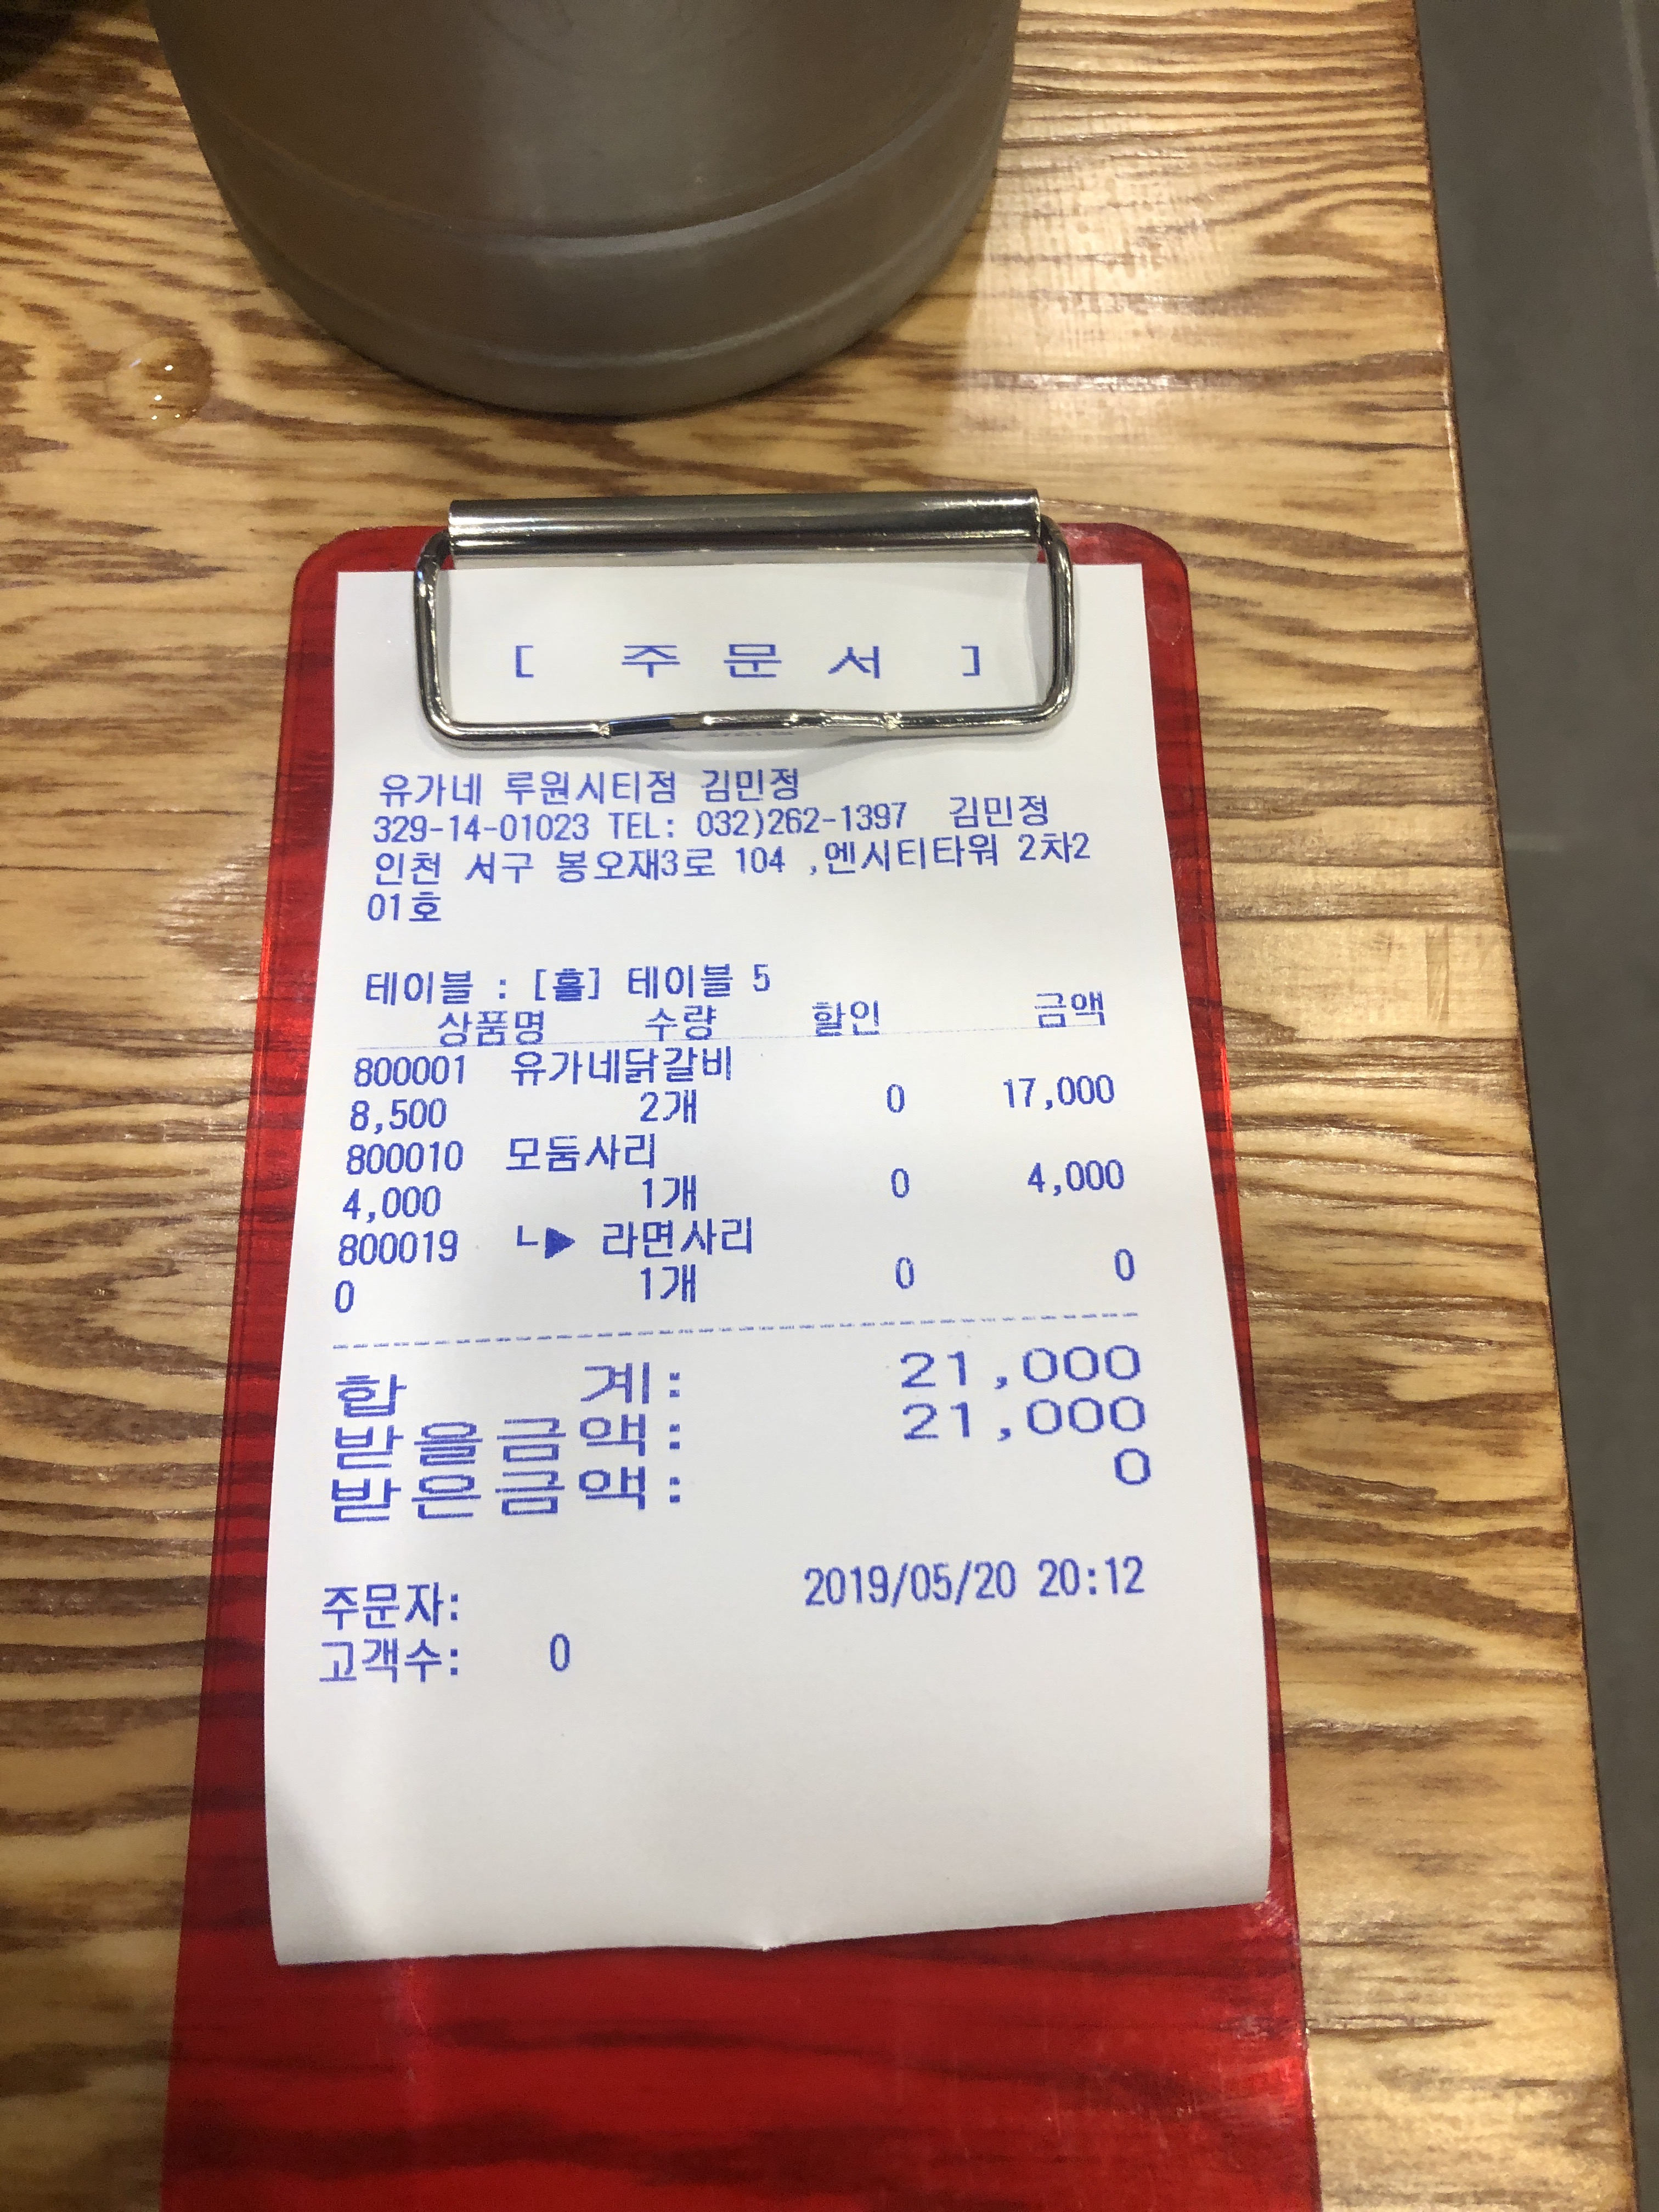 [ 주 문 서 ]
유가네 루원시티점 김민정
329-14-01023 TEL: 032)262-1397 김민정
인천 서구 봉오재3로 104 ,엔시티타워 2차2
01호
테이블 : [홀] 테이블 5
상품명 수량 할인 금액
800001 유가네닭갈비
8,500 2개 0 17,000
800010 모둠사리
4,000 1개 0 4,000
800019 ㄴ▶ 라면사리
0 1개 0 0
합 계: 21,000
받을금액: 21,000
받은금액: 0
주문자: 2019/05/20 20:12
고객수: 0